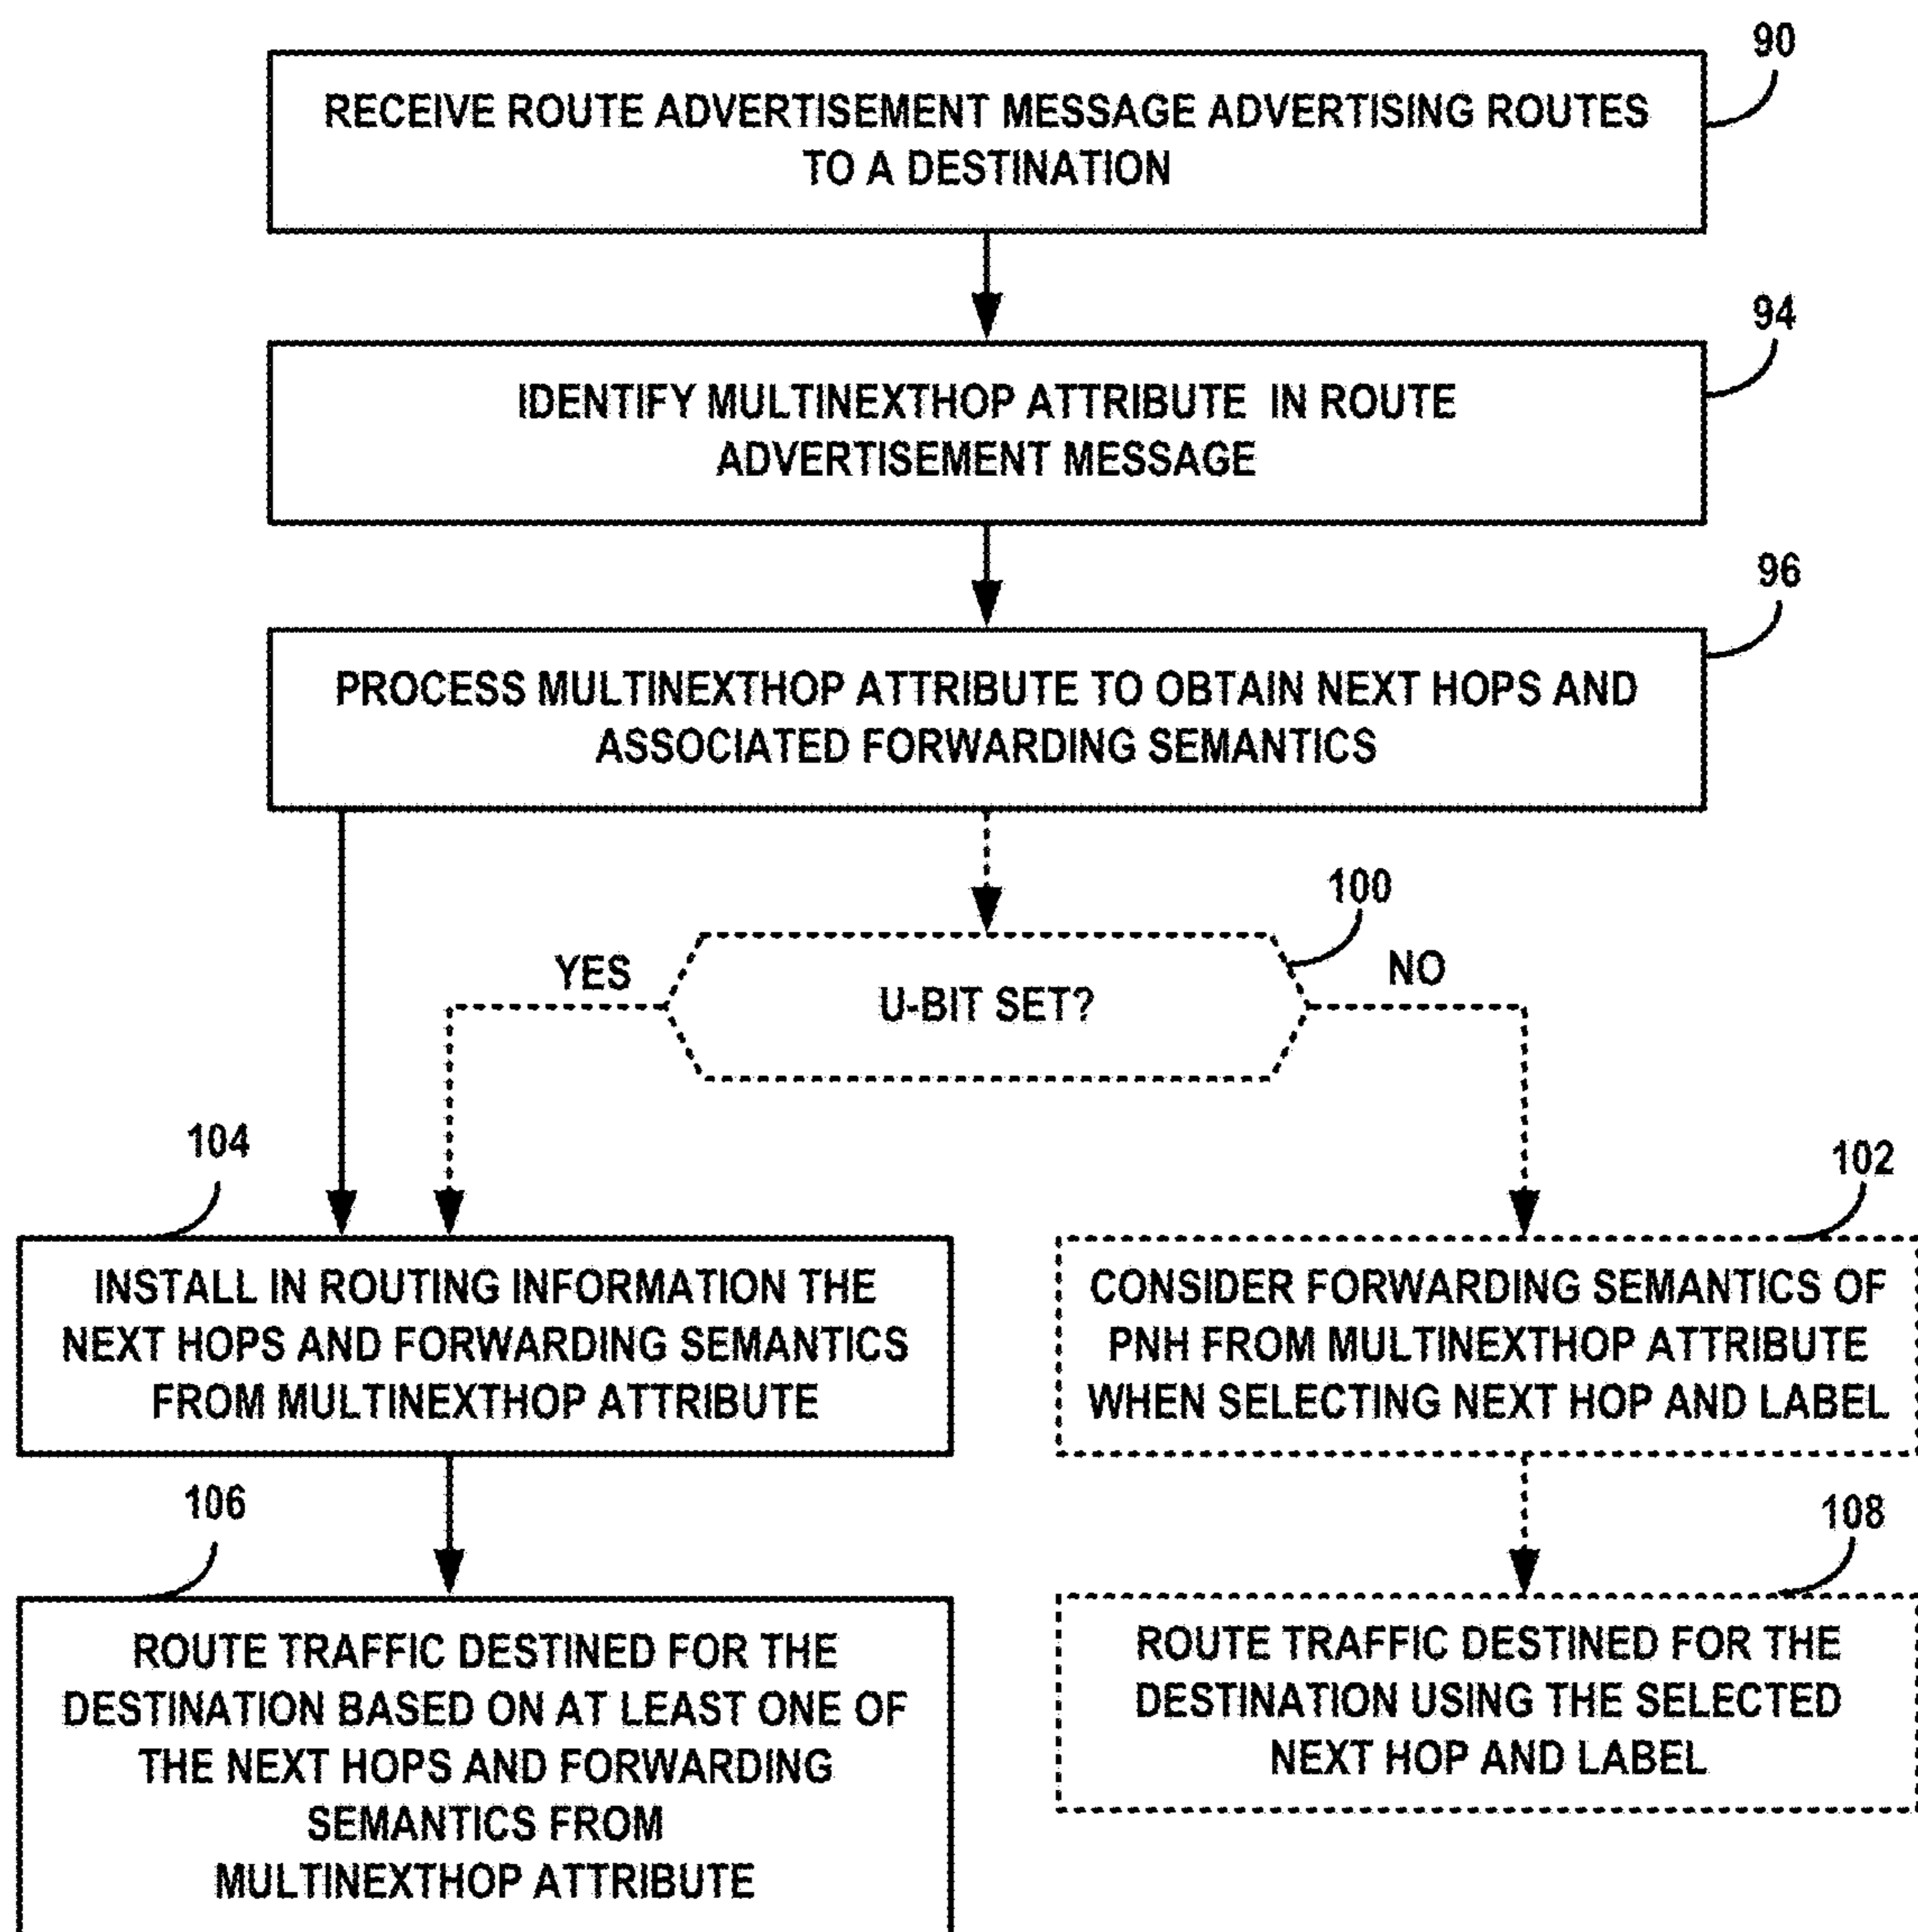 90
RECEIVE ROUTE ADVERTISEMENT MESSAGE ADVERTISING ROUTES
TO A DESTINATION
94
IDENTIFY MULTINEXTHOP ATTRIBUTE IN ROUTE
ADVERTISEMENT MESSAGE
96
PROCESS MULTINEXTHOP ATTRIBUTE TO OBTAIN NEXT HOPS AND
ASSOCIATED FORWARDING SEMANTICS
100
YES
U-BIT SET?
NO
104
INSTALL IN ROUTING INFORMATION THE
NEXT HOPS AND FORWARDING SEMANTICS
FROM MULTINEXTHOP ATTRIBUTE
102
CONSIDER FORWARDING SEMANTICS OF
PNH FROM MULTINEXTHOP ATTRIBUTE
WHEN SELECTING NEXT HOP AND LABEL
106
ROUTE TRAFFIC DESTINED FOR THE
DESTINATION BASED ON AT LEAST ONE OF
THE NEXT HOPS AND FORWARDING
SEMANTICS FROM
MULTINEXTHOP ATTRIBUTE
108
ROUTE TRAFFIC DESTINED FOR THE
DESTINATION USING THE SELECTED
NEXT HOP AND LABEL